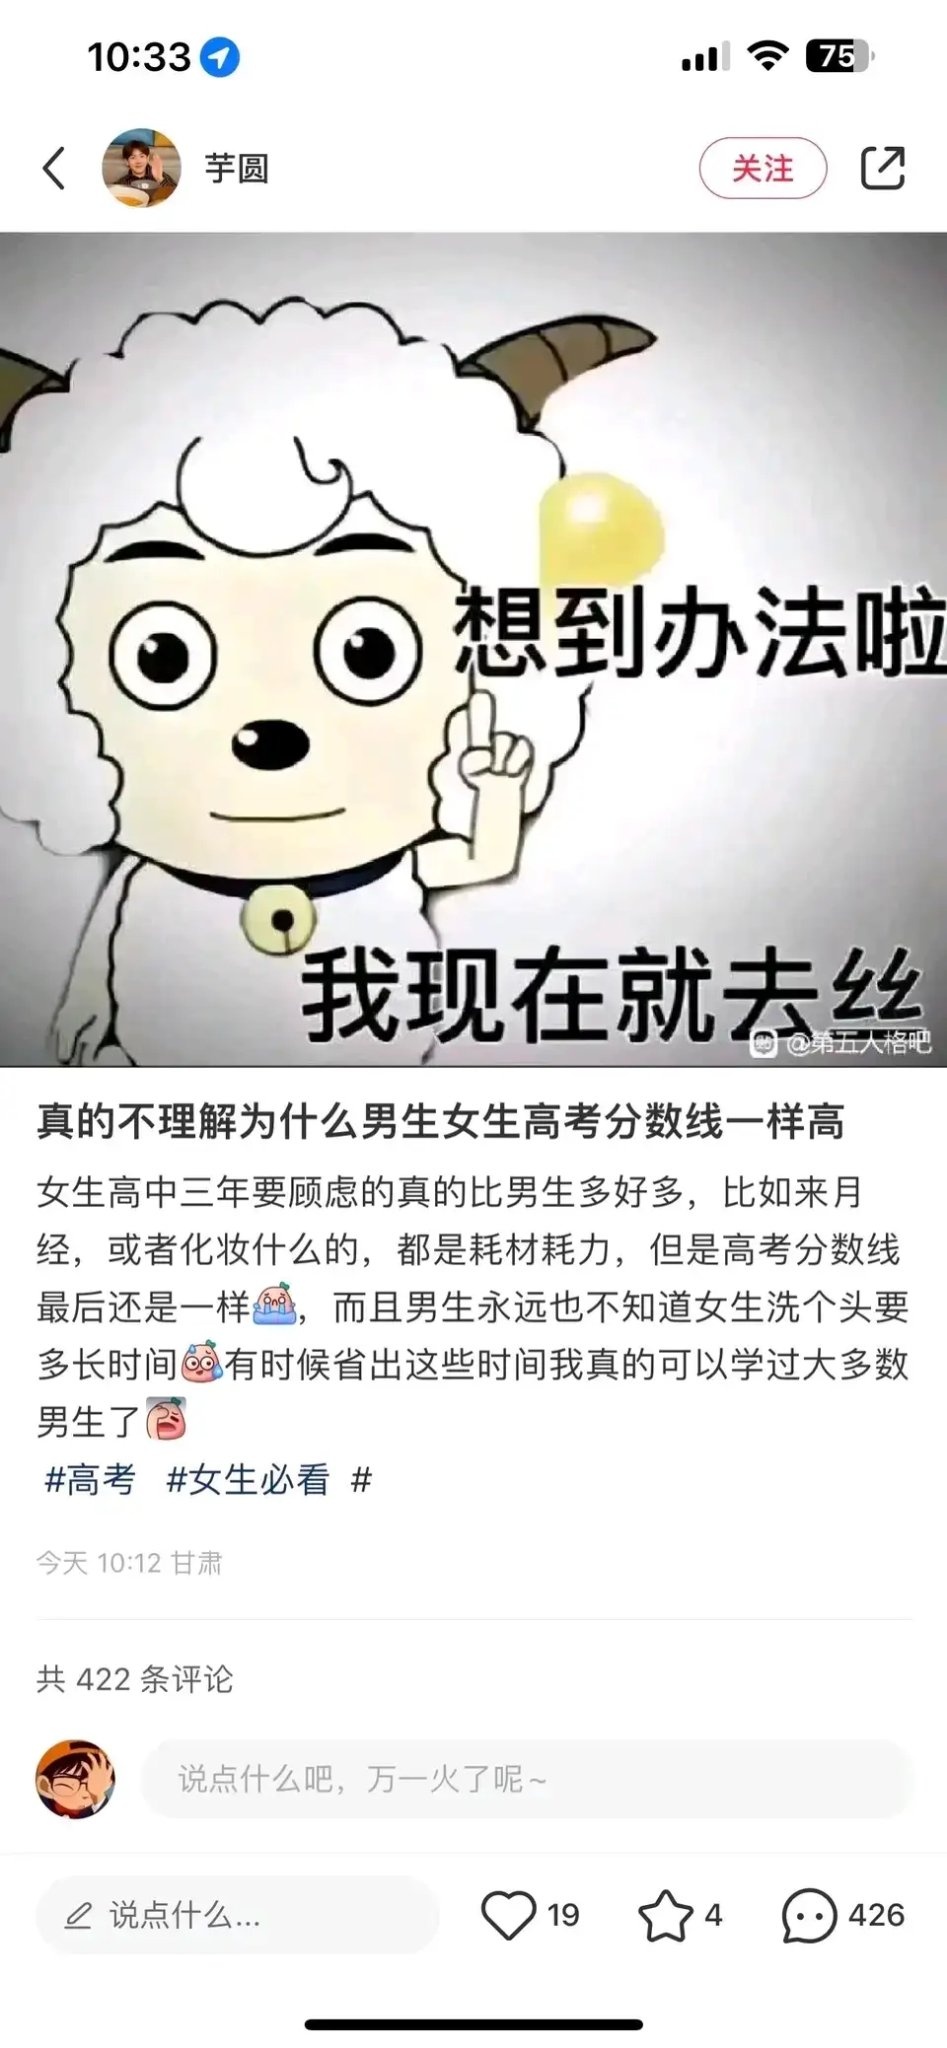 10:33
75
芋圆
关注
想到办法啦
我现在就去丝
@第五人格吧
真的不理解为什么男生女生高考分数线一样高
女生高中三年要顾虑的真的比男生多好多，比如来月
经，或者化妆什么的，都是耗材耗力，但是高考分数线
最后还是一样，而且男生永远也不知道女生洗个头要
多长时间有时候省出这些时间我真的可以学过大多数
男生了
#高考 #女生必看 #
今天 10:12 甘肃
共 422 条评论
说点什么吧，万一火了呢~
说点什么...
19
4
426